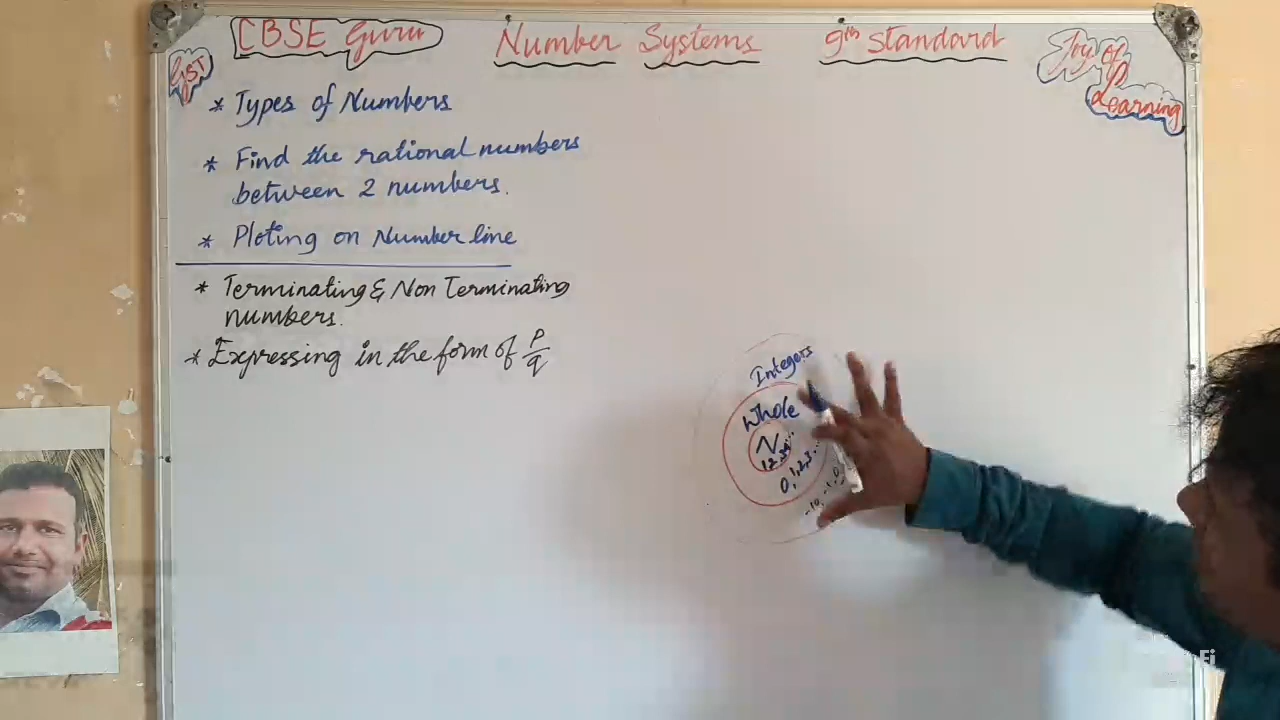 CBSE Guru
Number Systems
9th Standard
GST
Joy of
Learning
* Types of Numbers
* Find the rational numbers
between 2 numbers.
* Ploting on Number line
* Terminating & Non Terminating
numbers.
* Expressing in the form of P/q
Integers
Whole
N
0,1,2,3...
-10,